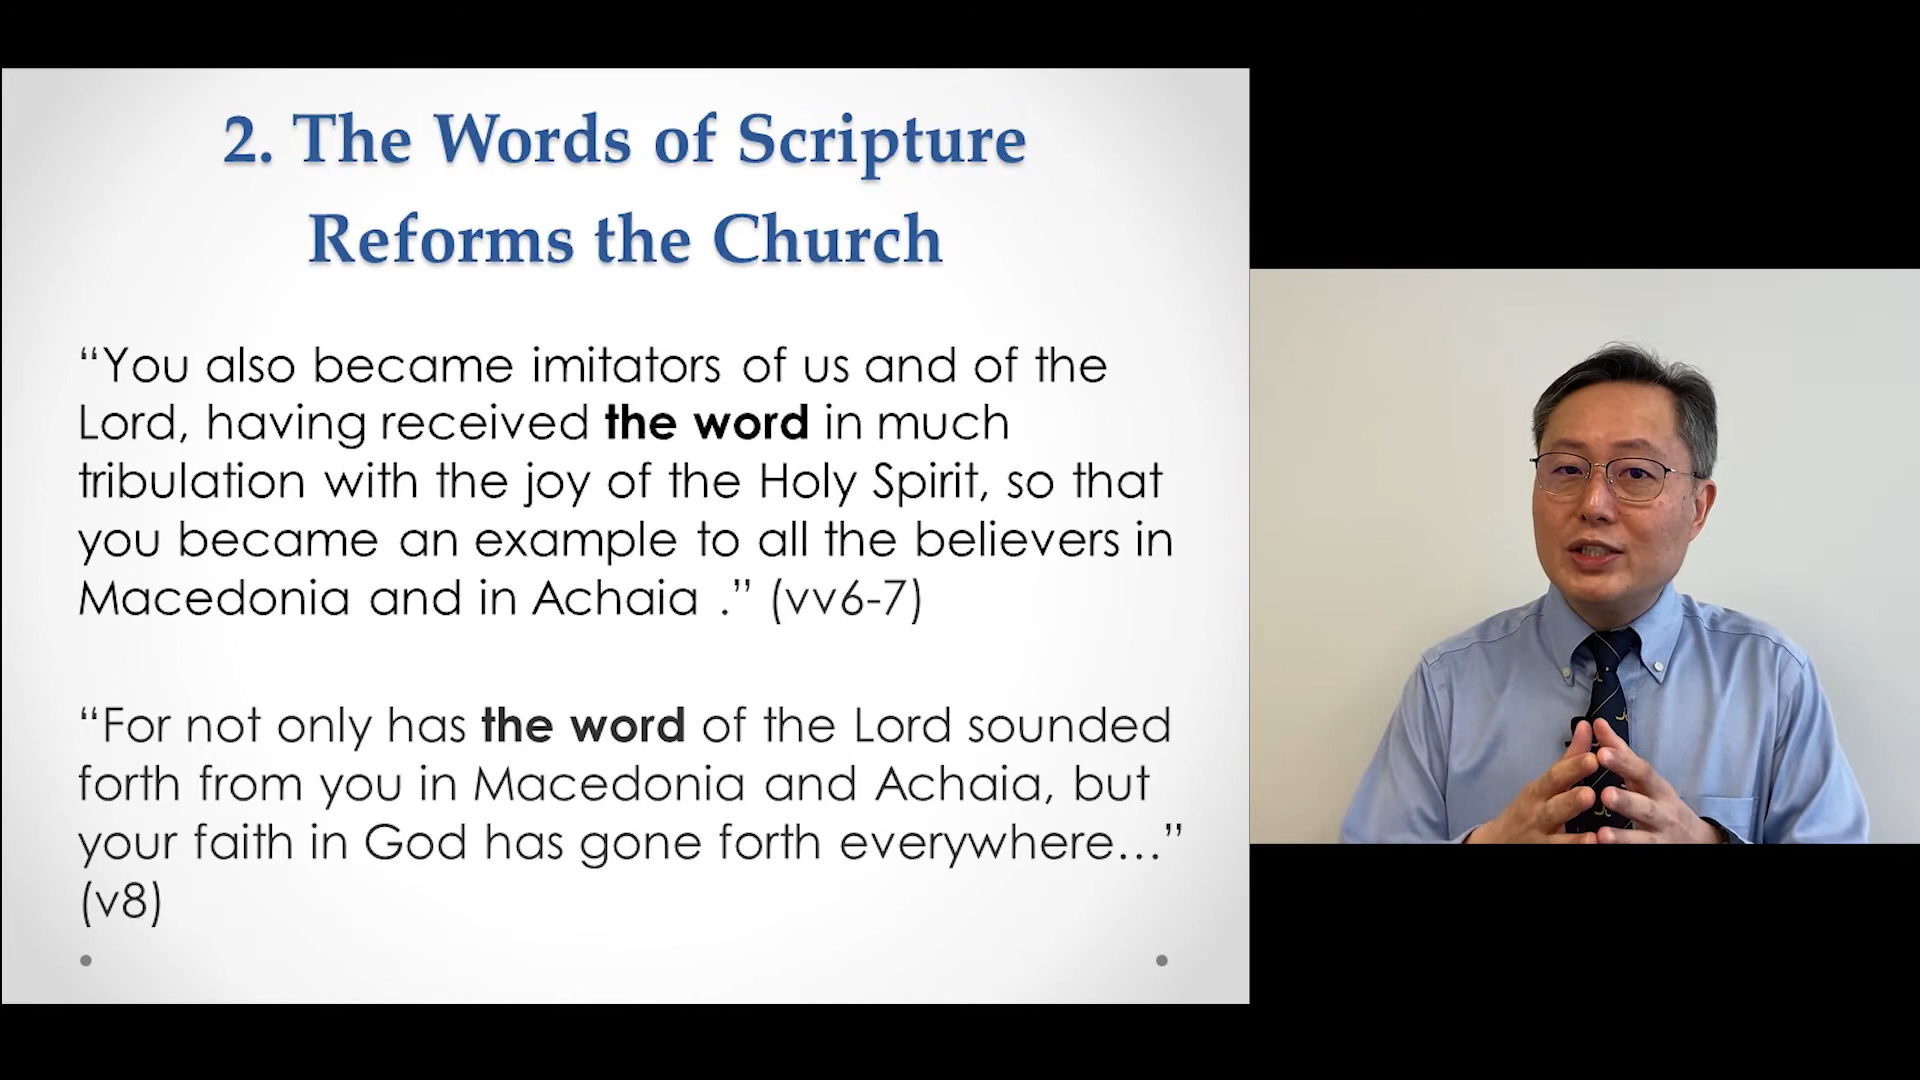 2. The Words of Scripture
Reforms the Church
“You also became imitators of us and of the
Lord, having received the word in much
tribulation with the joy of the Holy Spirit, so that
you became an example to all the believers in
Macedonia and in Achaia .” (vv6-7)
“For not only has the word of the Lord sounded
forth from you in Macedonia and Achaia, but
your faith in God has gone forth everywhere…”
(v8)